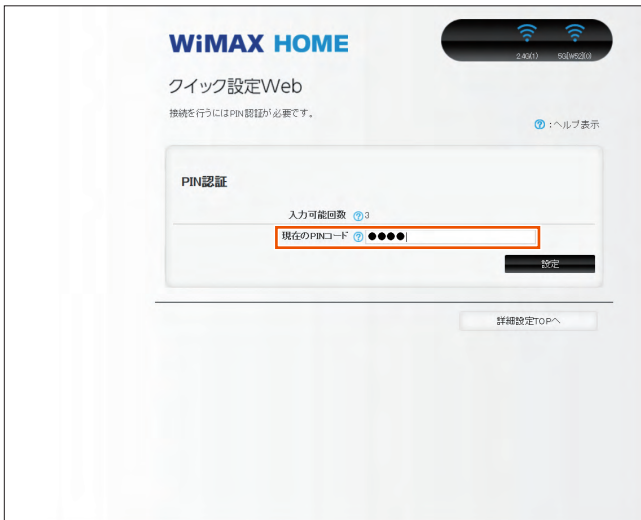 WiMAX HOME
2.4G(1) 5G[W52](0)
クイック設定Web
接続を行うにはPIN認証が必要です。
?:ヘルプ表示
PIN認証
入力可能回数 ?3
現在のPINコード ?●●●●
設定
詳細設定TOPへ